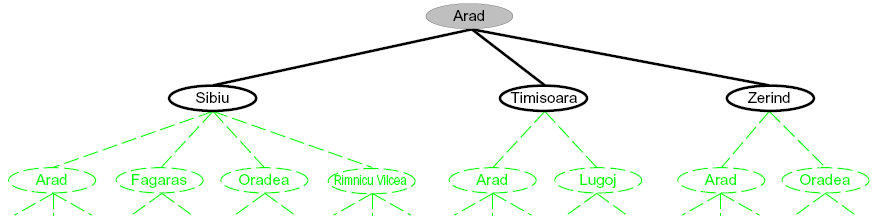 Arad
Sibiu Timisoara Zerind
Arad Fagaras Oradea Rimnicu Vilcea Arad Lugoj Arad Oradea